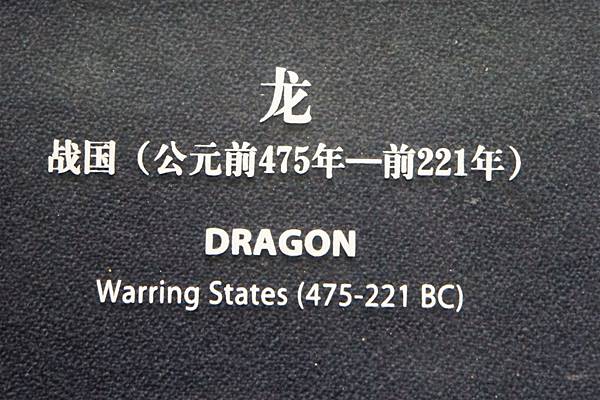 龙
战国（公元前475年—前221年）
DRAGON
Warring States (475-221 BC)